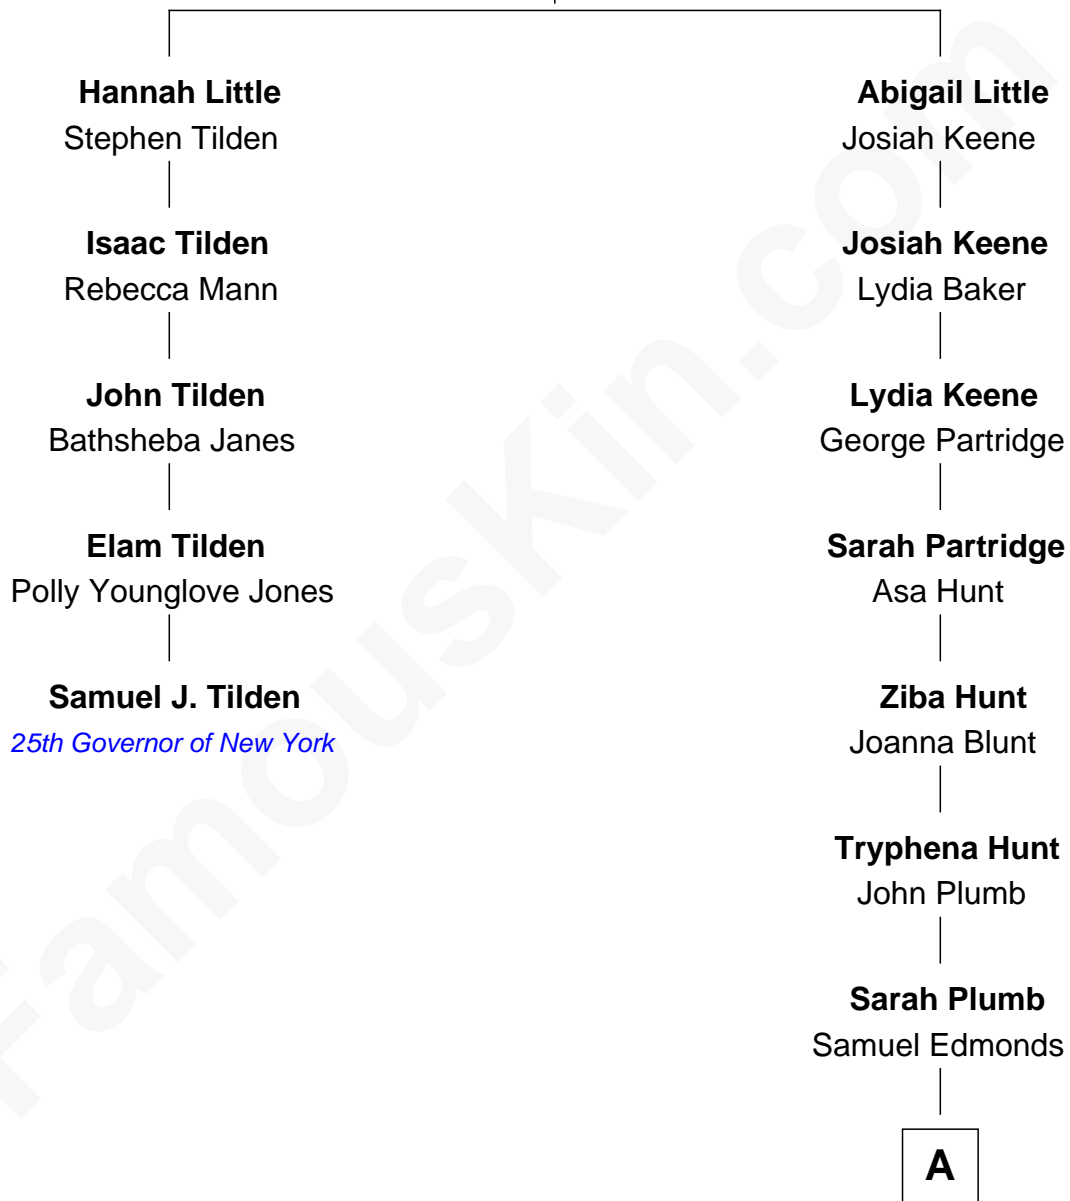 Hannah Little
Stephen Tilden
Isaac Tilden
Rebecca Mann
John Tilden
Bathsheba Janes
Elam Tilden
Polly Younglove Jones
Samuel J. Tilden
25th Governor of New York
Abigail Little
Josiah Keene
Josiah Keene
Lydia Baker
Lydia Keene
George Partridge
Sarah Partridge
Asa Hunt
Ziba Hunt
Joanna Blunt
Tryphena Hunt
John Plumb
Sarah Plumb
Samuel Edmonds
A
FamousKin.com